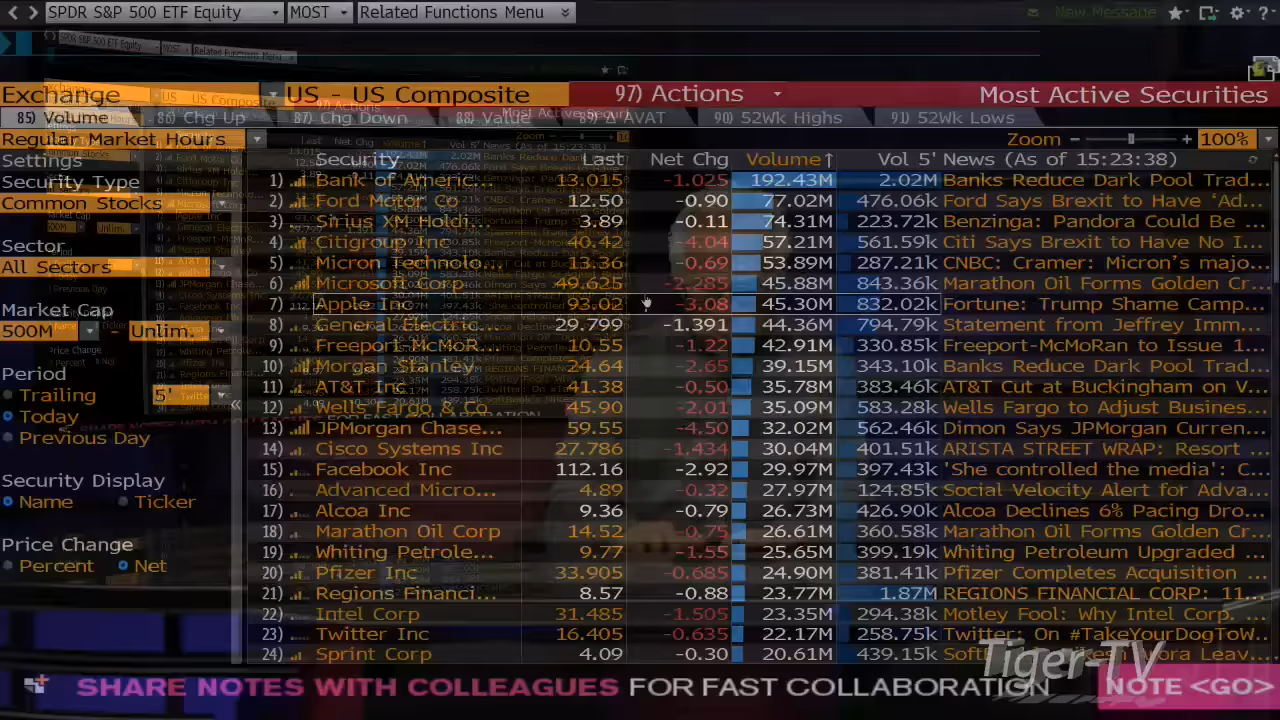 SPDR S&P 500 ETF Equity MOST Related Functions Menu New Message
Exchange US - US Composite 97) Actions Most Active Securities
85) Volume 86) Chg Up 87) Chg Down 88) Value 89) Δ AVAT 90) 52Wk Highs 91) 52Wk Lows
Regular Market Hours Zoom 100%
Settings Security Last Net Chg Volume↑ Vol 5' News (As of 15:23:38)
Security Type 1) Bank of Americ... 13.015 -1.025 192.43M 2.02M Banks Reduce Dark Pool Trad...
Common Stocks 2) Ford Motor Co 12.50 -0.90 77.02M 476.06k Ford Says Brexit to Have ‘Ad...
3) Sirius XM Holdi... 3.89 -0.11 74.31M 223.72k Benzinga: Pandora Could Be ...
Sector 4) Citigroup Inc 40.42 -4.04 57.21M 561.59k Citi Says Brexit to Have No I...
All Sectors 5) Micron Technolo... 13.36 -0.69 53.89M 287.21k CNBC: Cramer: Micron's majo...
6) Microsoft Corp 49.625 -2.285 45.88M 843.36k Marathon Oil Forms Golden Cr...
Market Cap 7) Apple Inc 93.02 -3.08 45.30M 832.02k Fortune: Trump Shame Camp...
500M - Unlim. 8) General Electric... 29.799 -1.391 44.36M 794.79k Statement from Jeffrey Imm...
9) Freeport-McMoR... 10.55 -1.22 42.91M 330.85k Freeport-McMoRan to Issue 1...
Period 10) Morgan Stanley 24.64 -2.65 39.15M 343.10k Banks Reduce Dark Pool Trad...
Trailing 5' 11) AT&T Inc 41.38 -0.50 35.78M 383.46k AT&T Cut at Buckingham on V...
Today 12) Wells Fargo & Co 45.90 -2.01 35.09M 583.28k Wells Fargo to Adjust Busines...
Previous Day 13) JPMorgan Chase... 59.55 -4.50 32.02M 562.46k Dimon Says JPMorgan Curren...
14) Cisco Systems Inc 27.786 -1.434 30.04M 401.51k ARISTA STREET WRAP: Resort ...
Security Display 15) Facebook Inc 112.16 -2.92 29.97M 397.43k 'She controlled the media': C...
Name Ticker 16) Advanced Micro... 4.89 -0.32 27.97M 124.85k Social Velocity Alert for Adva...
17) Alcoa Inc 9.36 -0.79 26.73M 426.90k Alcoa Declines 6% Pacing Dro...
Price Change 18) Marathon Oil Corp 14.52 -0.75 26.61M 360.58k Marathon Oil Forms Golden Cr...
Percent Net 19) Whiting Petrole... 9.77 -1.55 25.65M 399.19k Whiting Petroleum Upgraded ...
20) Pfizer Inc 33.905 -0.685 24.90M 381.41k Pfizer Completes Acquisition ...
21) Regions Financi... 8.57 -0.88 23.77M 1.87M REGIONS FINANCIAL CORP: 11...
22) Intel Corp 31.485 -1.505 23.35M 294.38k Motley Fool: Why Intel Corp. ...
23) Twitter Inc 16.405 -0.635 22.17M 258.75k Twitter: On #TakeYourDogToW...
24) Sprint Corp 4.09 -0.30 20.61M 439.15k Leav...
Tiger-TV
SHARE NOTES WITH COLLEAGUES FOR FAST COLLABORATION NOTE <GO>